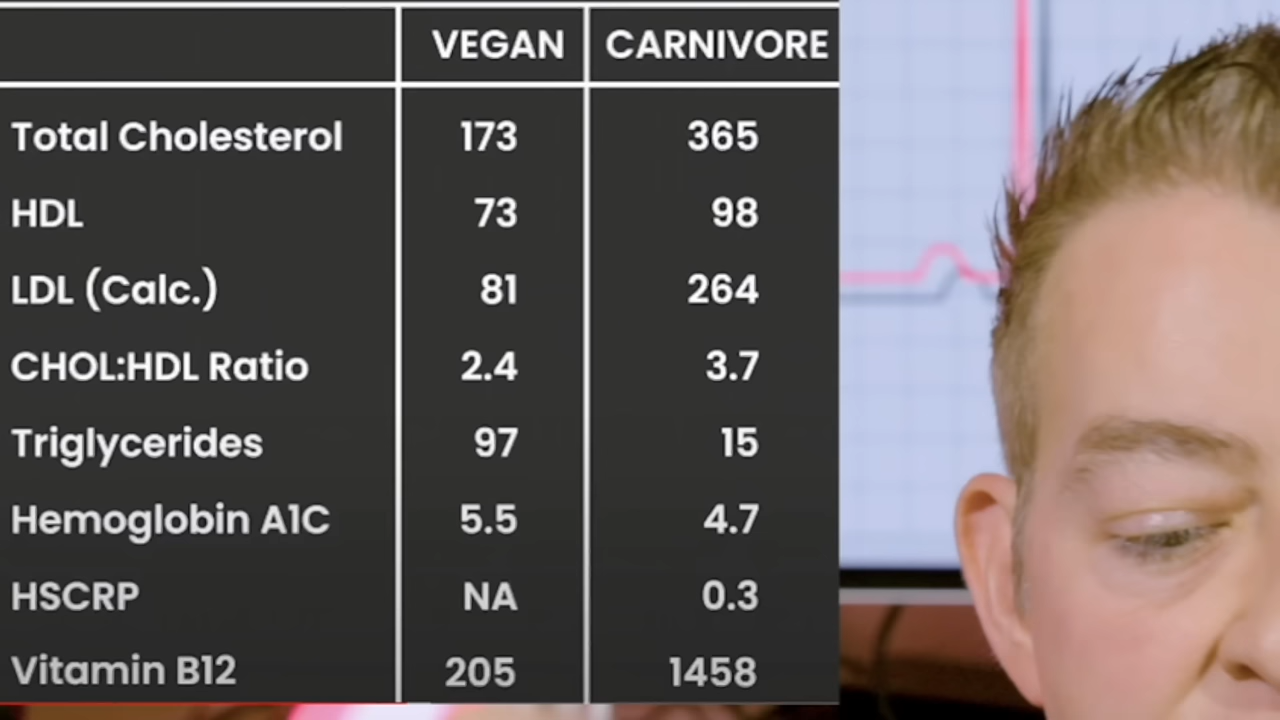 VEGAN CARNIVORE
Total Cholesterol 173 365
HDL 73 98
LDL (Calc.) 81 264
CHOL:HDL Ratio 2.4 3.7
Triglycerides 97 15
Hemoglobin A1C 5.5 4.7
HSCRP NA 0.3
Vitamin B12 205 1458